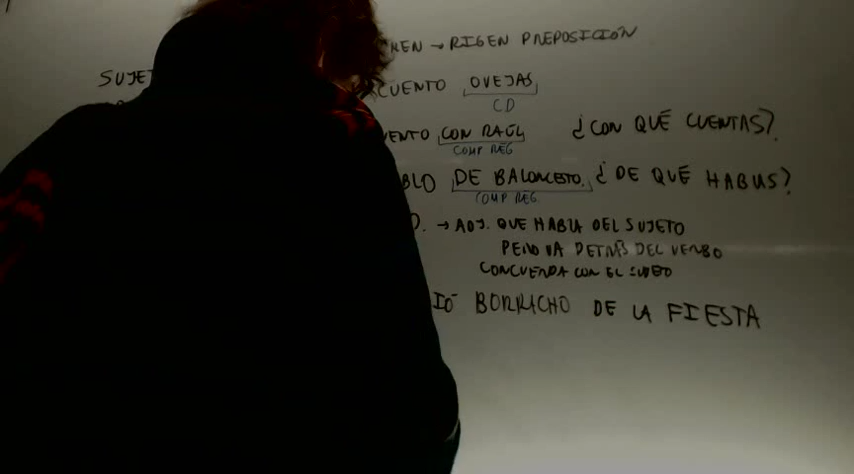 MEN → RIGEN PREPOSICIÓN
SUJET
CUENTO OVEJAS
CD
ENTO CON RAÚL ¿CON QUÉ CUENTAS?
COMP REG
BLO DE BALONCESTO. ¿DE QUÉ HABLAS?
COMP REG.
O. → ADJ. QUE HABLA DEL SUJETO
PERO VA DETRÁS DEL VERBO
CONCUERDA CON EL SUJETO
IÓ BORRACHO DE LA FIESTA